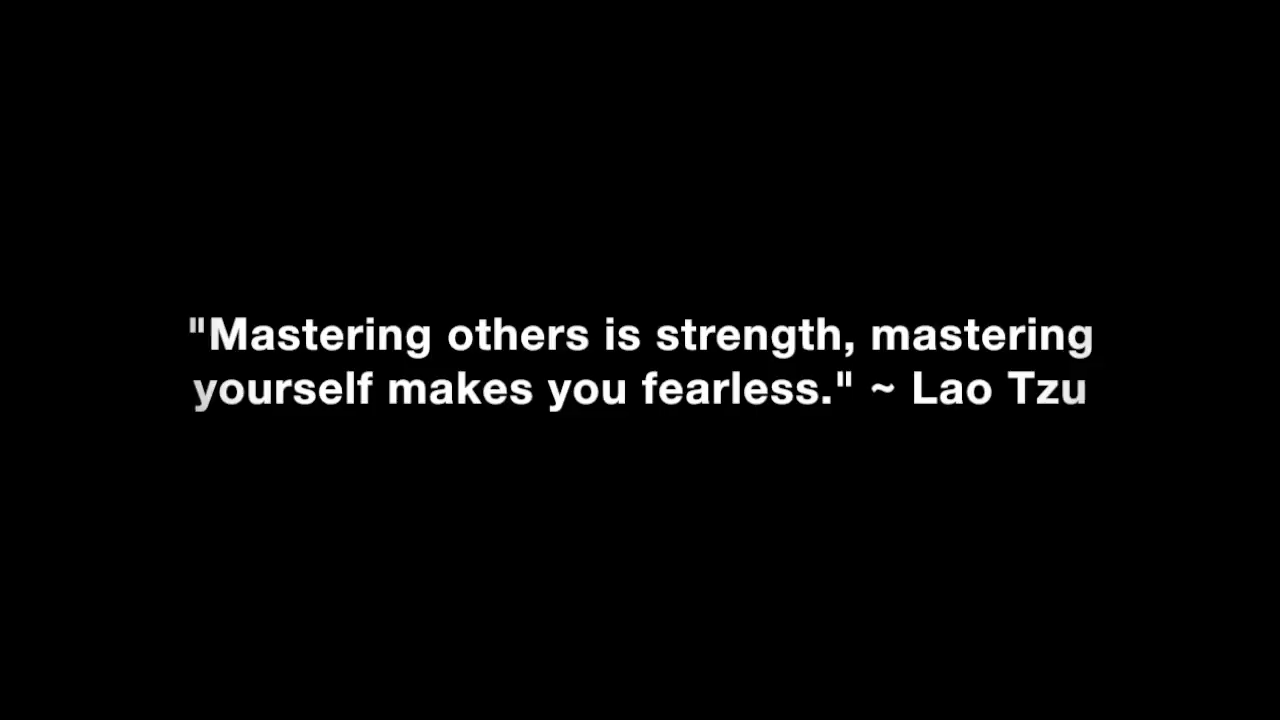 "Mastering others is strength, mastering
yourself makes you fearless." ~ Lao Tzu